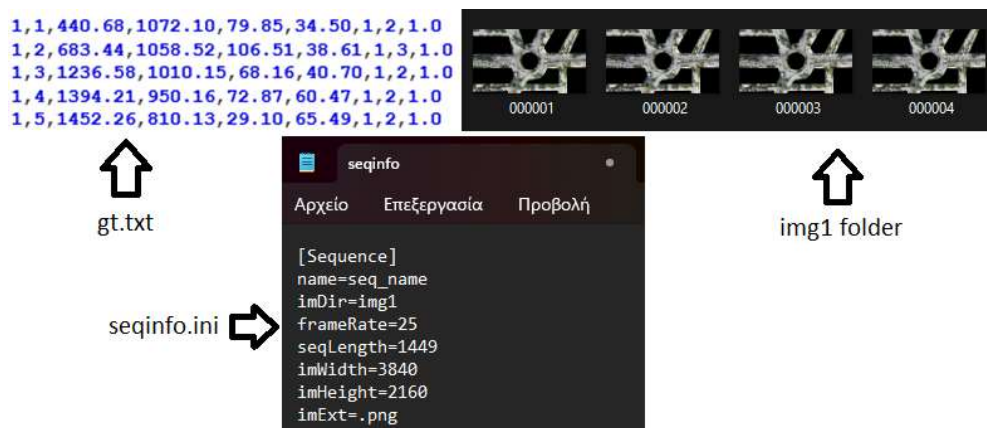 1,1,440.68,1072.10,79.85,34.50,1,2,1.0
1,2,683.44,1058.52,106.51,38.61,1,3,1.0
1,3,1236.58,1010.15,68.16,40.70,1,2,1.0
1,4,1394.21,950.16,72.87,60.47,1,2,1.0
1,5,1452.26,810.13,29.10,65.49,1,2,1.0
000001 000002 000003 000004
gt.txt
img1 folder
seqinfo
Αρχείο Επεξεργασία Προβολή
[Sequence]
name=seq_name
imDir=img1
seqinfo.ini
frameRate=25
seqLength=1449
imWidth=3840
imHeight=2160
imExt=.png